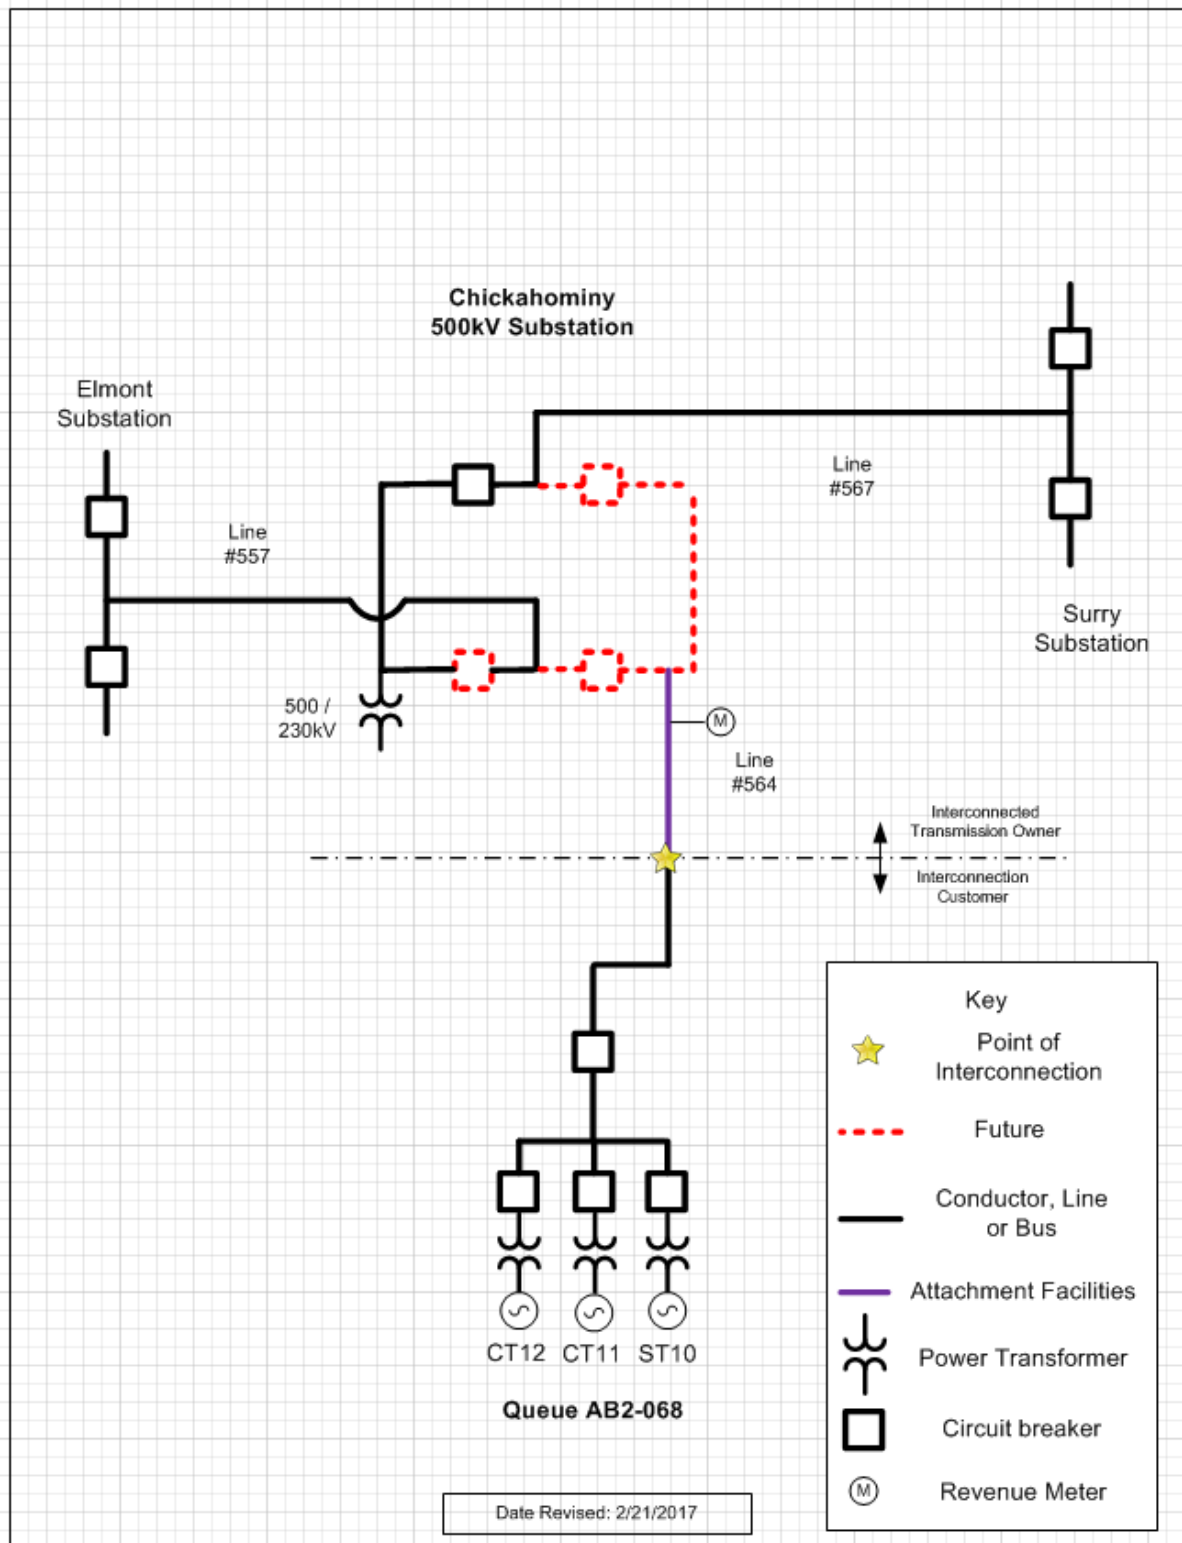 Chickahominy
500kV Substation
Elmont
Substation
Line
#567
Line
#557
Surry
Substation
500 /
230kV
M
Line
#564
Interconnected
Transmission Owner
Interconnection
Customer
Key
Point of
Interconnection
Future
Conductor, Line
or Bus
Attachment Facilities
Power Transformer
Circuit breaker
M
Revenue Meter
CT12
CT11
ST10
Queue AB2-068
Date Revised: 2/21/2017